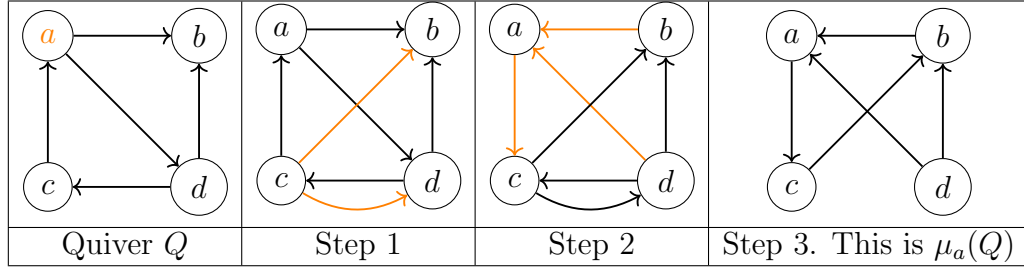 a b a b a b a b
c d c d c d c d
Quiver Q Step 1 Step 2 Step 3. This is μₐ(Q)